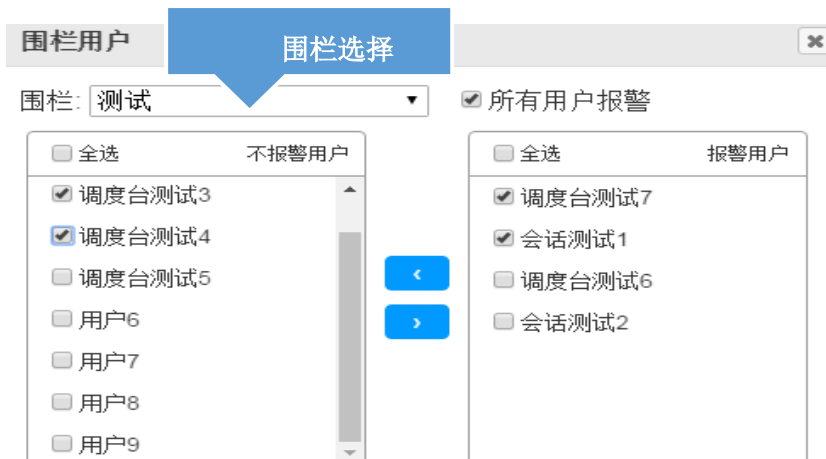 围栏用户
围栏选择
围栏: 测试
所有用户报警
全选 不报警用户
调度台测试3
调度台测试4
调度台测试5
用户6
用户7
用户8
用户9
全选 报警用户
调度台测试7
会话测试1
调度台测试6
会话测试2